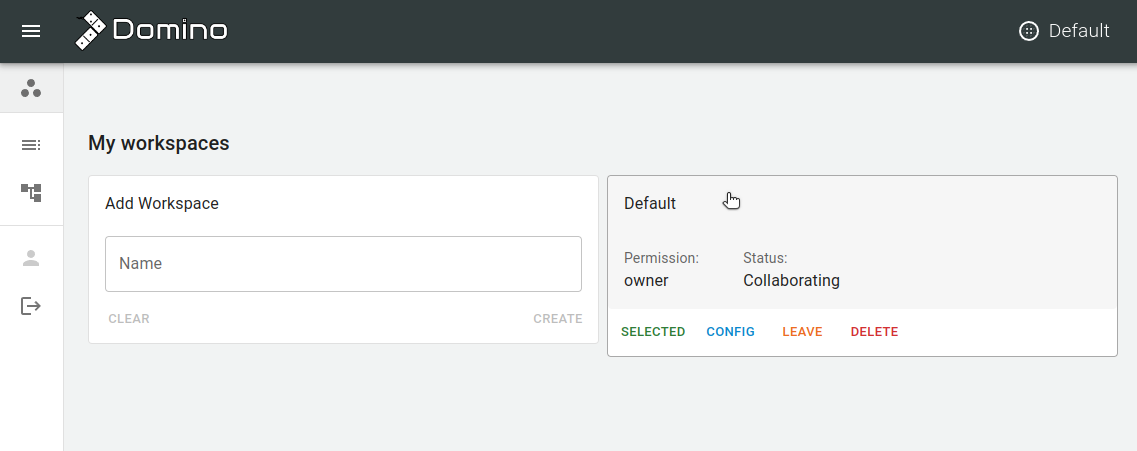 Domino
Default
My workspaces
Add Workspace
Name
CLEAR
CREATE
Default
Permission:
Status:
owner
Collaborating
SELECTED
CONFIG
LEAVE
DELETE